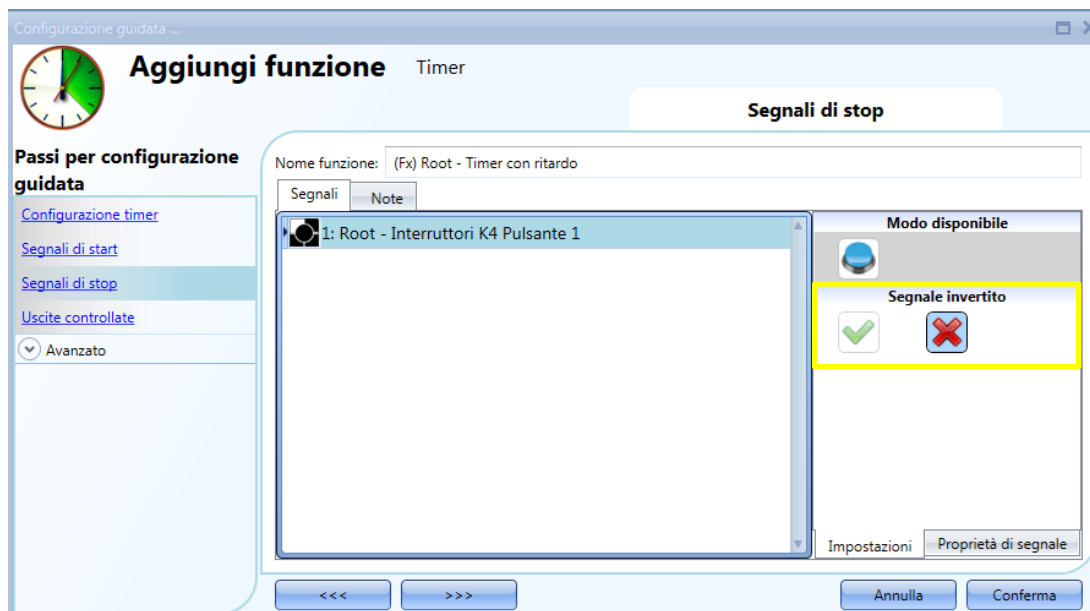 Configurazione guidata ...
Aggiungi funzione Timer
Segnali di stop
Passi per configurazione
guidata
Configurazione timer
Segnali di start
Segnali di stop
Uscite controllate
Avanzato
Nome funzione: (Fx) Root - Timer con ritardo
Segnali Note
1: Root - Interruttori K4 Pulsante 1
Modo disponibile
Segnale invertito
Impostazioni Proprietà di segnale
<<< >>> Annulla Conferma